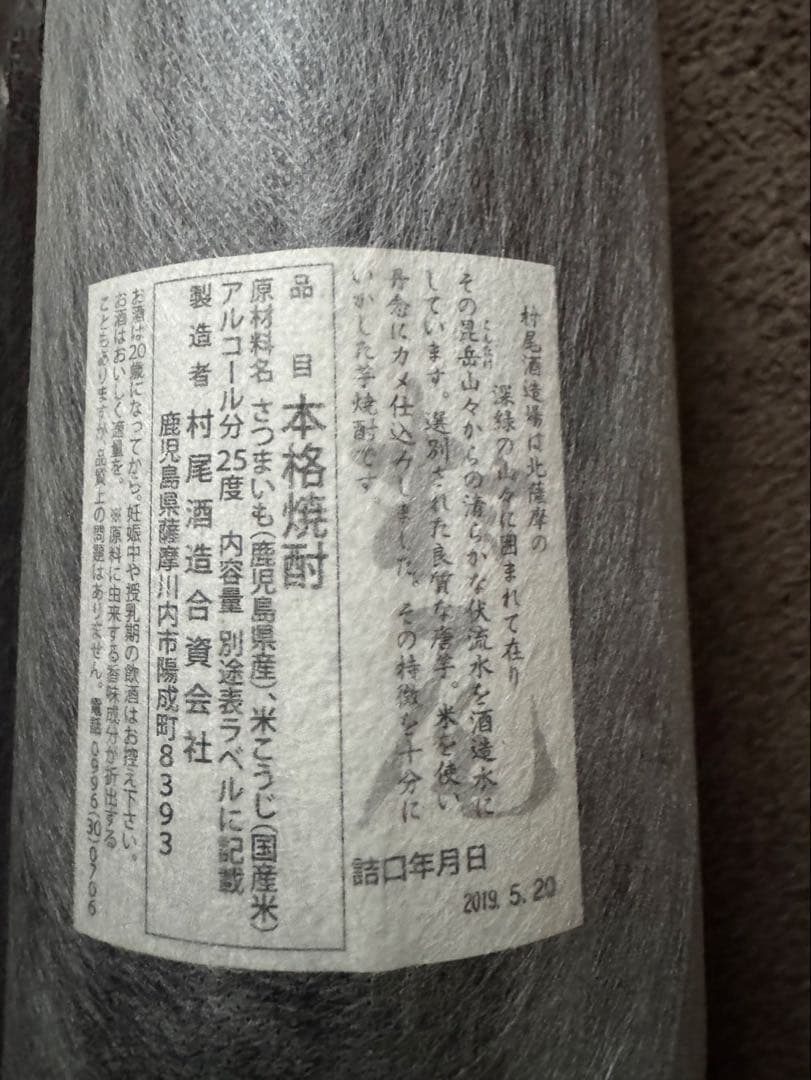 村尾酒造場は北薩摩の
深緑の山々に囲まれて在り
その昆岳山々からの清らかな伏流水を酒造水に
こんたけ
しています。選別された良質な唐芋。米を使い
丹念にカメ仕込みしました。その特徴を十分に
いかした芋焼酎です。
詰口年月日
2019. 5. 20
品目 本格焼酎
原材料名 さつまいも(鹿児島県産)、米こうじ(国産米)
アルコール分25度 内容量 別途表ラベルに記載
製造者 村尾酒造合資会社
鹿児島県薩摩川内市陽成町8393
お酒は20歳になってから。妊娠中や授乳期の飲酒はお控え下さい。
お酒はおいしく適量を。 ※原料に由来する香味成分が析出する
こともありますが、品質上の問題はありません。電話0996(30)0706